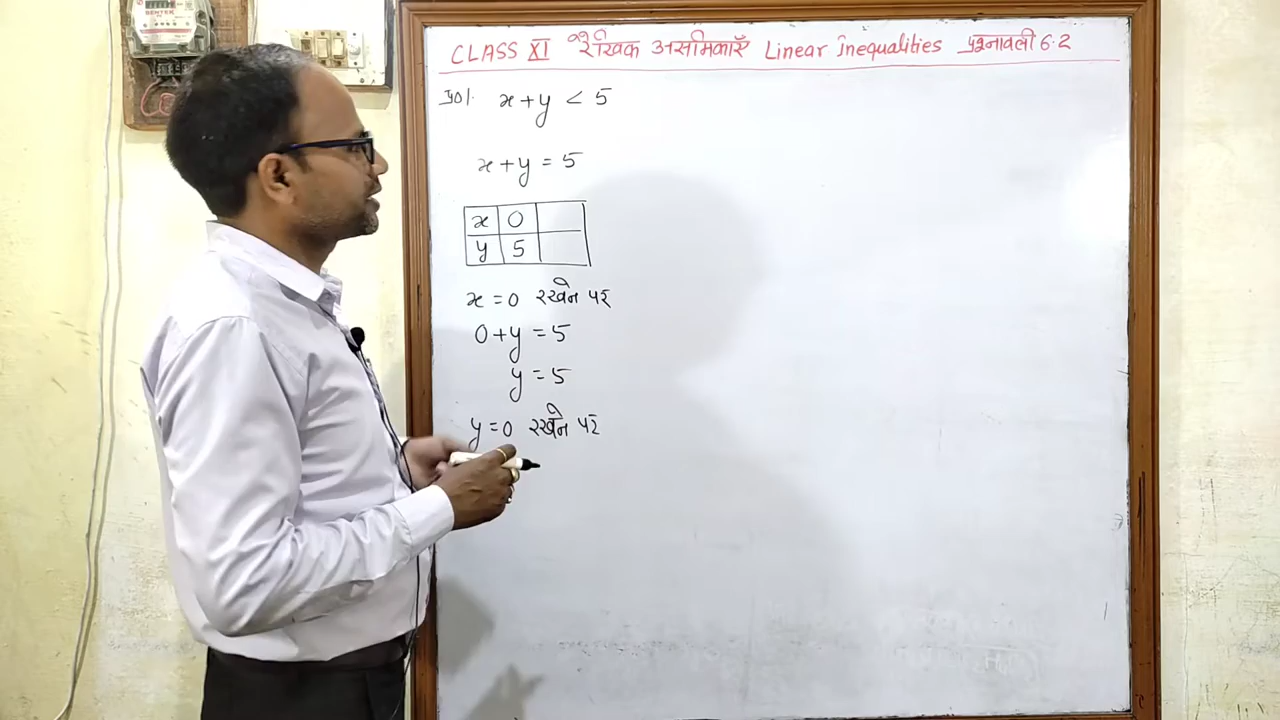 CLASS XI रैखिक असमिकाएँ Linear Inequalities प्रश्नावली 6.2
प्र01. x+y < 5
x+y = 5
x 0
y 5
x = 0 रखने पर
0+y = 5
y = 5
y = 0 रखने पर